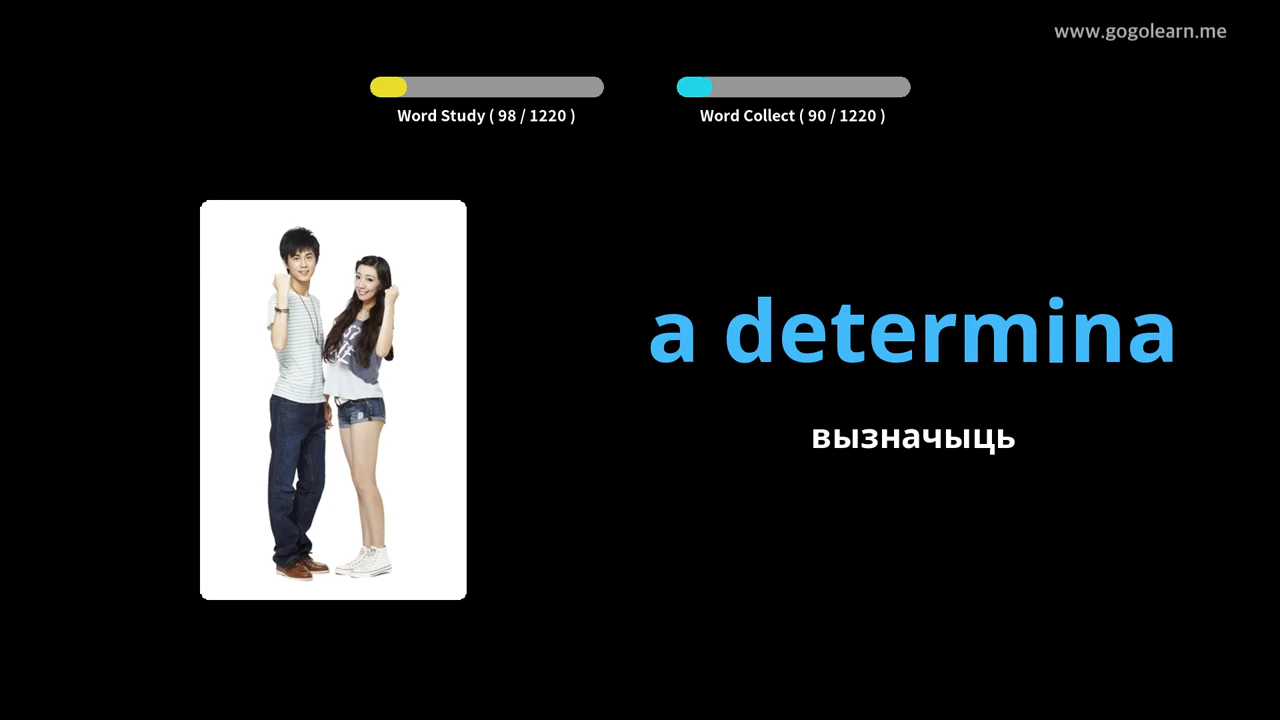 www.gogolearn.me
Word Study ( 98 / 1220 )
Word Collect ( 90 / 1220 )
a determina
вызначыць